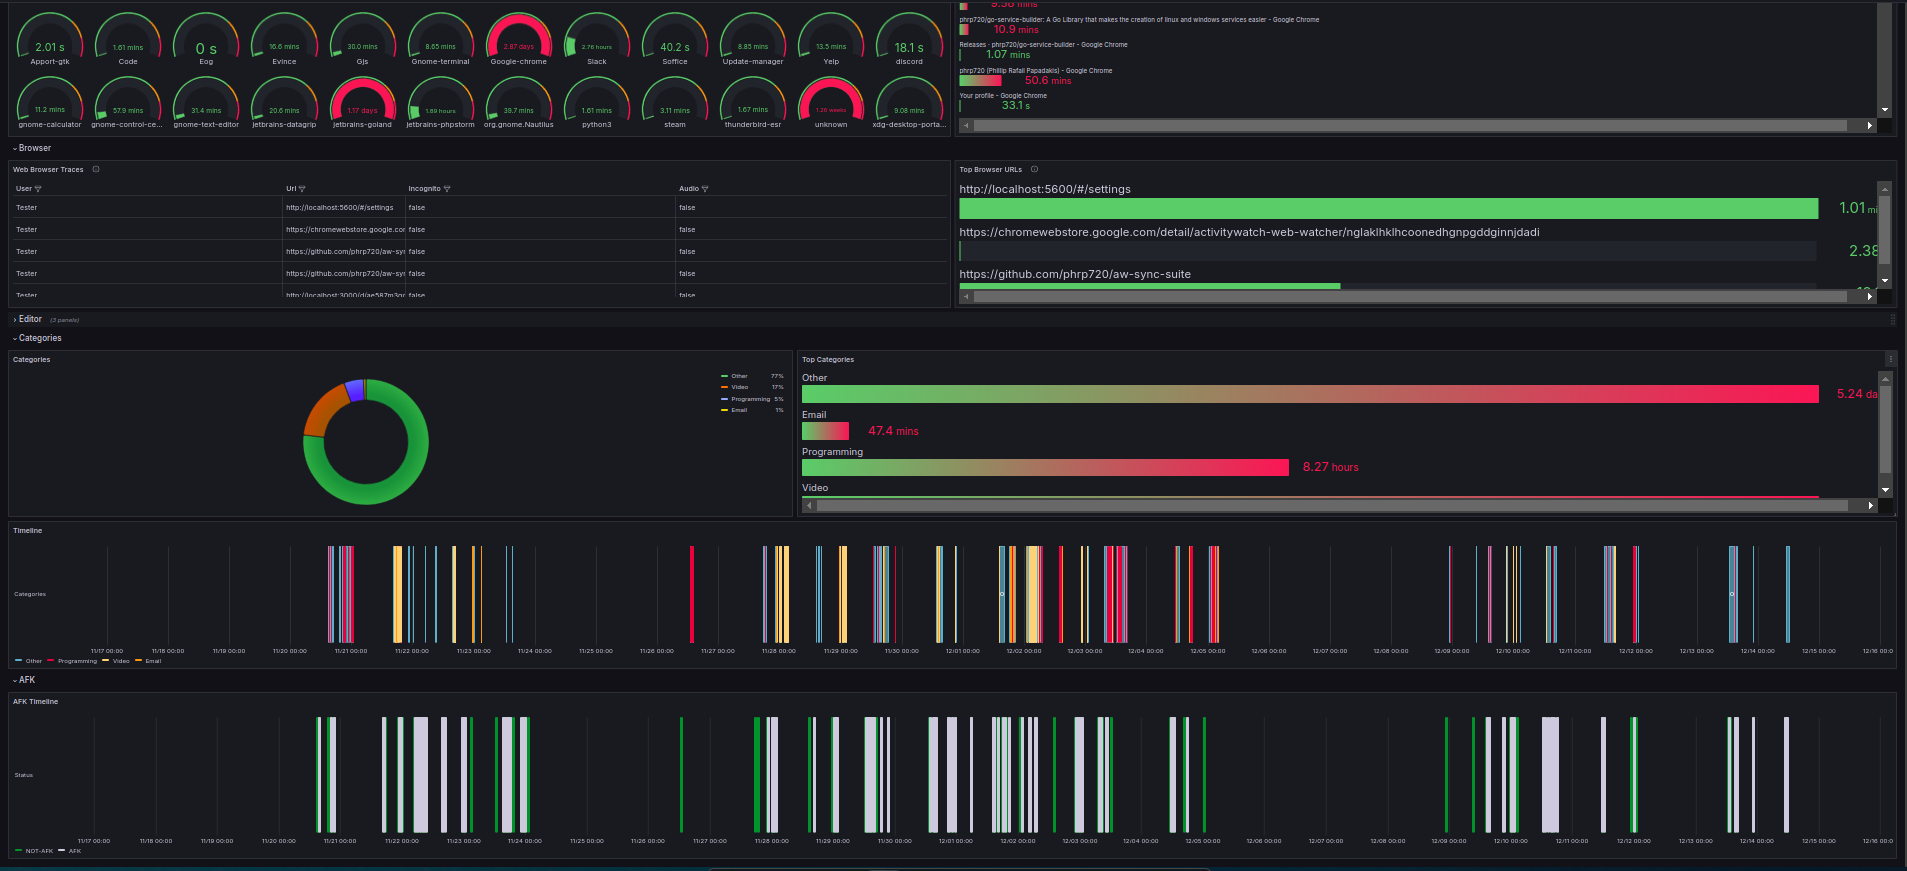 2.01 s 1.61 mins 0 s 16.6 mins 30.0 mins 8.65 mins 2.87 days 2.76 hours 40.2 s 8.85 mins 13.5 mins 18.1 s
Apport-gtk Code Eog Evince Gjs Gnome-terminal Google-chrome Slack Soffice Update-manager Yelp discord
11.2 mins 57.9 mins 31.4 mins 20.6 mins 1.17 days 1.89 hours 39.7 mins 1.61 mins 3.11 mins 1.67 mins 1.26 weeks 9.08 mins
gnome-calculator gnome-control-ce... gnome-text-editor jetbrains-datagrip jetbrains-goland jetbrains-phpstorm org.gnome.Nautilus python3 steam thunderbird-esr unknown xdg-desktop-porta...
phrp720/go-service-builder: A Go Library that makes the creation of linux and windows services easier - Google Chrome
10.9 mins
Releases · phrp720/go-service-builder - Google Chrome
1.07 mins
phrp720 (Phillip Rafail Papadakis) - Google Chrome
50.6 mins
Your profile - Google Chrome
33.1 s
Browser
Web Browser Traces
User Url Incognito Audio
Tester http://localhost:5600/#/settings false false
Tester https://chromewebstore.google.com false false
Tester https://github.com/phrp720/aw-syn false false
Tester https://github.com/phrp720/aw-syn false false
Tester http://localhost:3000/d/ae587m3gr false false
Top Browser URLs
http://localhost:5600/#/settings
1.01 mi
https://chromewebstore.google.com/detail/activitywatch-web-watcher/nglaklhklhcoonedhgnpgddginnjdadi
2.38
https://github.com/phrp720/aw-sync-suite
Editor (3 panels)
Categories
Categories
Other 77%
Video 17%
Programming 5%
Email 1%
Top Categories
Other
5.24 da
Email
47.4 mins
Programming
8.27 hours
Video
Timeline
Categories
11/17 00:00 11/18 00:00 11/19 00:00 11/20 00:00 11/21 00:00 11/22 00:00 11/23 00:00 11/24 00:00 11/25 00:00 11/26 00:00 11/27 00:00 11/28 00:00 11/29 00:00 11/30 00:00 12/01 00:00 12/02 00:00 12/03 00:00 12/04 00:00 12/05 00:00 12/06 00:00 12/07 00:00 12/08 00:00 12/09 00:00 12/10 00:00 12/11 00:00 12/12 00:00 12/13 00:00 12/14 00:00 12/15 00:00 12/16 00:0
Other Programming Video Email
AFK
AFK Timeline
Status
11/17 00:00 11/18 00:00 11/19 00:00 11/20 00:00 11/21 00:00 11/22 00:00 11/23 00:00 11/24 00:00 11/25 00:00 11/26 00:00 11/27 00:00 11/28 00:00 11/29 00:00 11/30 00:00 12/01 00:00 12/02 00:00 12/03 00:00 12/04 00:00 12/05 00:00 12/06 00:00 12/07 00:00 12/08 00:00 12/09 00:00 12/10 00:00 12/11 00:00 12/12 00:00 12/13 00:00 12/14 00:00 12/15 00:00 12/16 00:0
NOT-AFK AFK